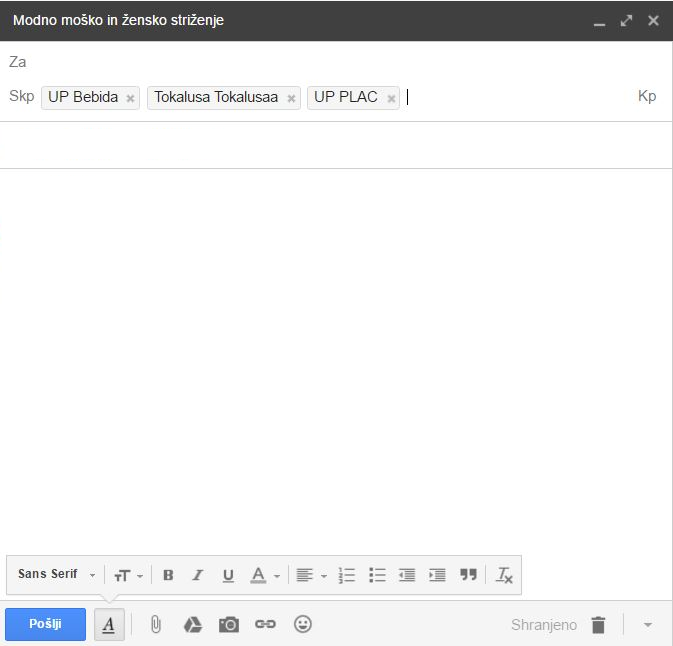 Modno moško in žensko striženje
Za
Skp UP Bebida Tokalusa Tokalusaa UP PLAC Kp
Sans Serif
Pošlji Shranjeno